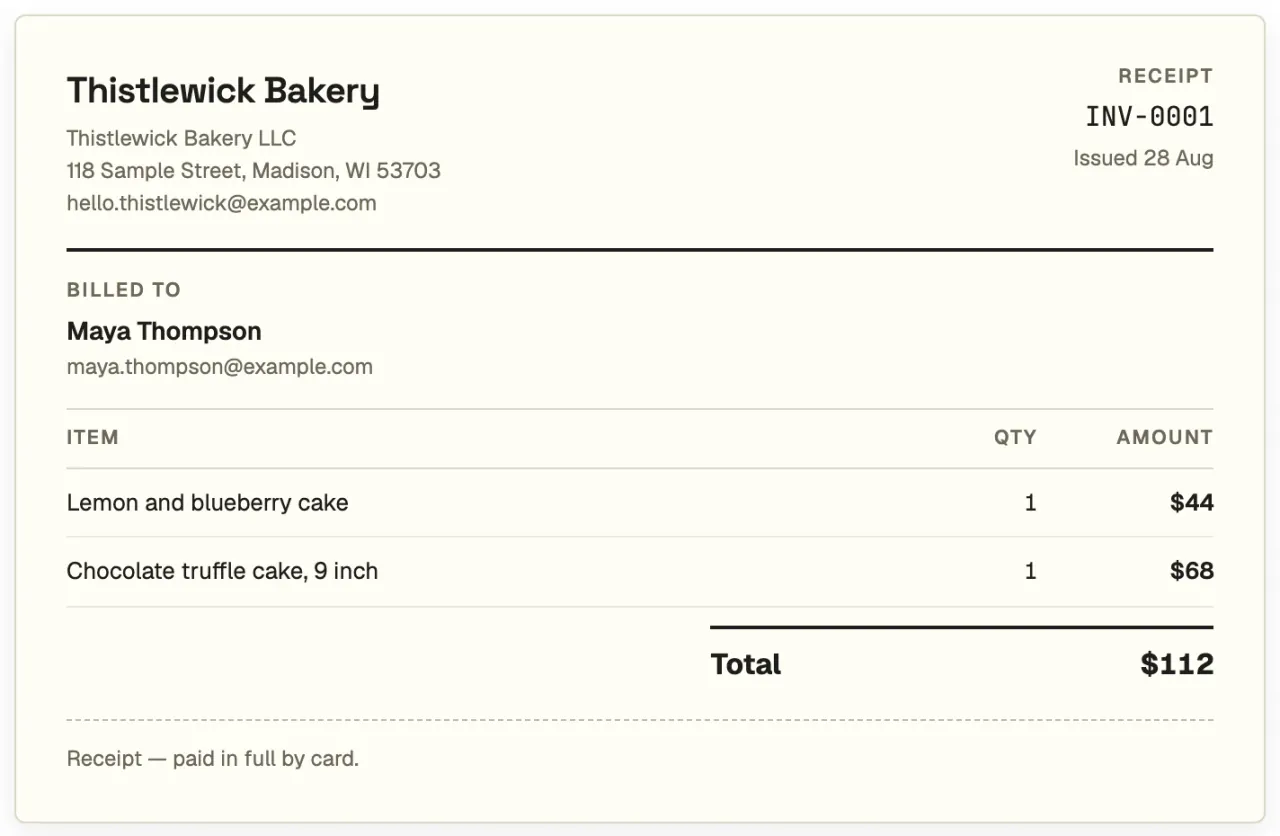 Thistlewick Bakery
Thistlewick Bakery LLC
118 Sample Street, Madison, WI 53703
hello.thistlewick@example.com
RECEIPT
INV-0001
Issued 28 Aug
BILLED TO
Maya Thompson
maya.thompson@example.com
ITEM QTY AMOUNT
Lemon and blueberry cake 1 $44
Chocolate truffle cake, 9 inch 1 $68
Total $112
Receipt — paid in full by card.